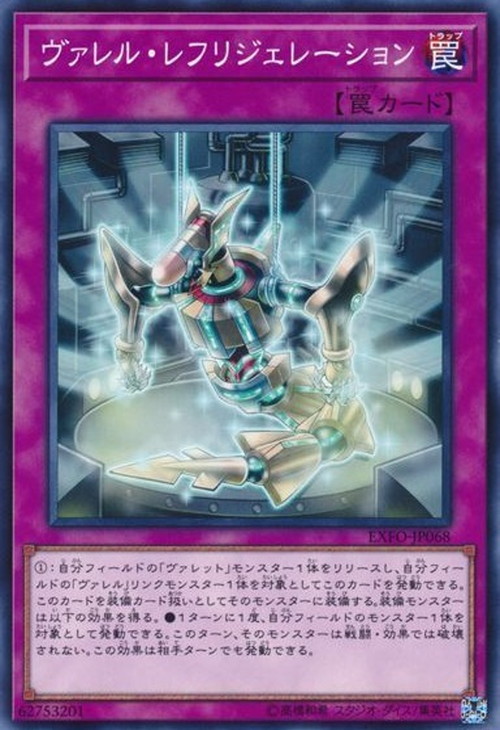 ヴァレル・レフリジェレーション 罠
【罠カード】
EXFO-JP068
①：自分フィールドの「ヴァレット」モンスター１体をリリースし、自分フィー
ルドの「ヴァレル」リンクモンスター１体を対象としてこのカードを発動できる。
このカードを装備カード扱いとしてそのモンスターに装備する。装備モンスター
は以下の効果を得る。●１ターンに１度、自分フィールドのモンスター１体を
対象として発動できる。このターン、そのモンスターは戦闘・効果では破壊
されない。この効果は相手ターンでも発動できる。
62753201
©高橋和希 スタジオ・ダイス/集英社